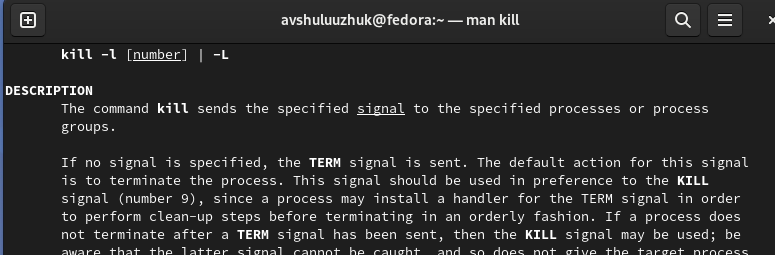 avshuluuzhuk@fedora:~ — man kill
kill -l [number] | -L
DESCRIPTION
The command kill sends the specified signal to the specified processes or process
groups.
If no signal is specified, the TERM signal is sent. The default action for this signal
is to terminate the process. This signal should be used in preference to the KILL
signal (number 9), since a process may install a handler for the TERM signal in order
to perform clean-up steps before terminating in an orderly fashion. If a process does
not terminate after a TERM signal has been sent, then the KILL signal may be used; be
aware that the latter signal cannot be caught, and so does not give the target process